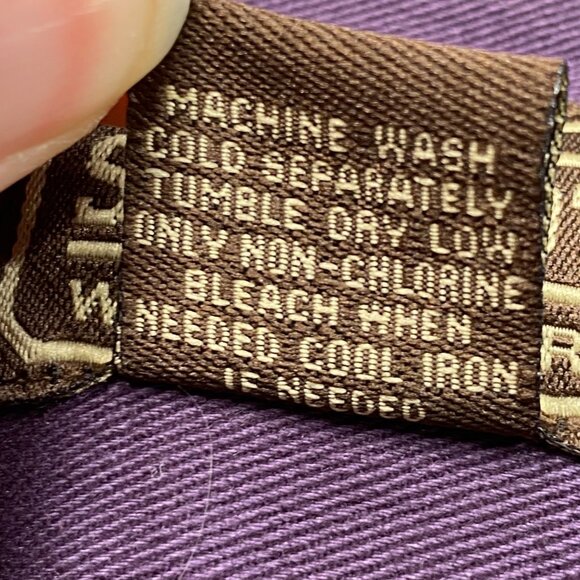 MACHINE WASH
COLD SEPARATELY
TUMBLE DRY LOW
ONLY NON-CHLORINE
BLEACH WHEN
NEEDED COOL IRON
IF NEEDED